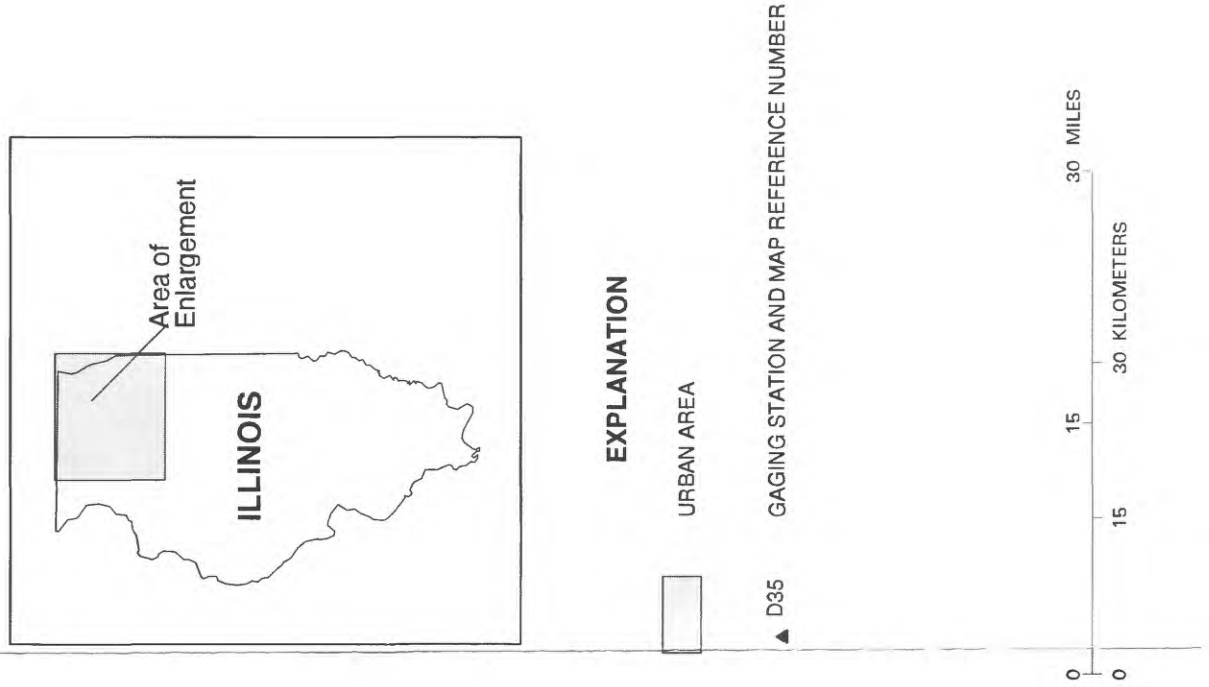 Area of
Enlargement
ILLINOIS
EXPLANATION
URBAN AREA
▲ D35 GAGING STATION AND MAP REFERENCE NUMBER
0 15 30 MILES
0 15 30 KILOMETERS